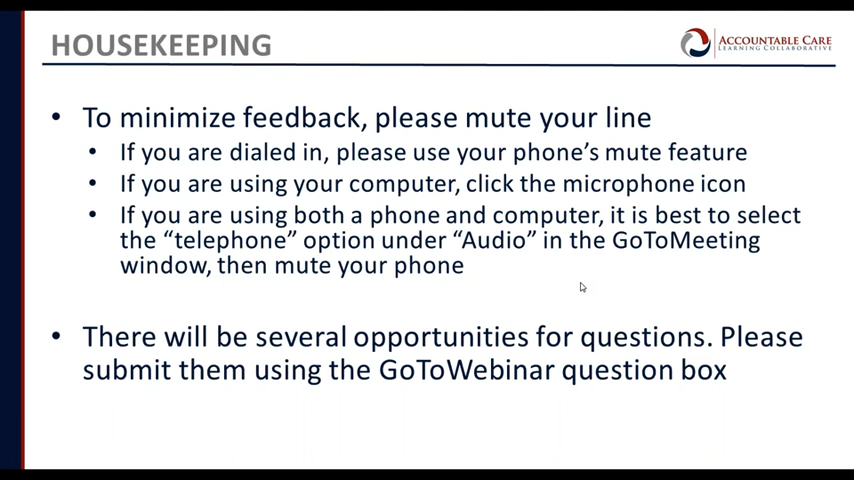 HOUSEKEEPING
ACCOUNTABLE CARE
LEARNING COLLABORATIVE
• To minimize feedback, please mute your line
• If you are dialed in, please use your phone’s mute feature
• If you are using your computer, click the microphone icon
• If you are using both a phone and computer, it is best to select
the “telephone” option under “Audio” in the GoToMeeting
window, then mute your phone
• There will be several opportunities for questions. Please
submit them using the GoToWebinar question box